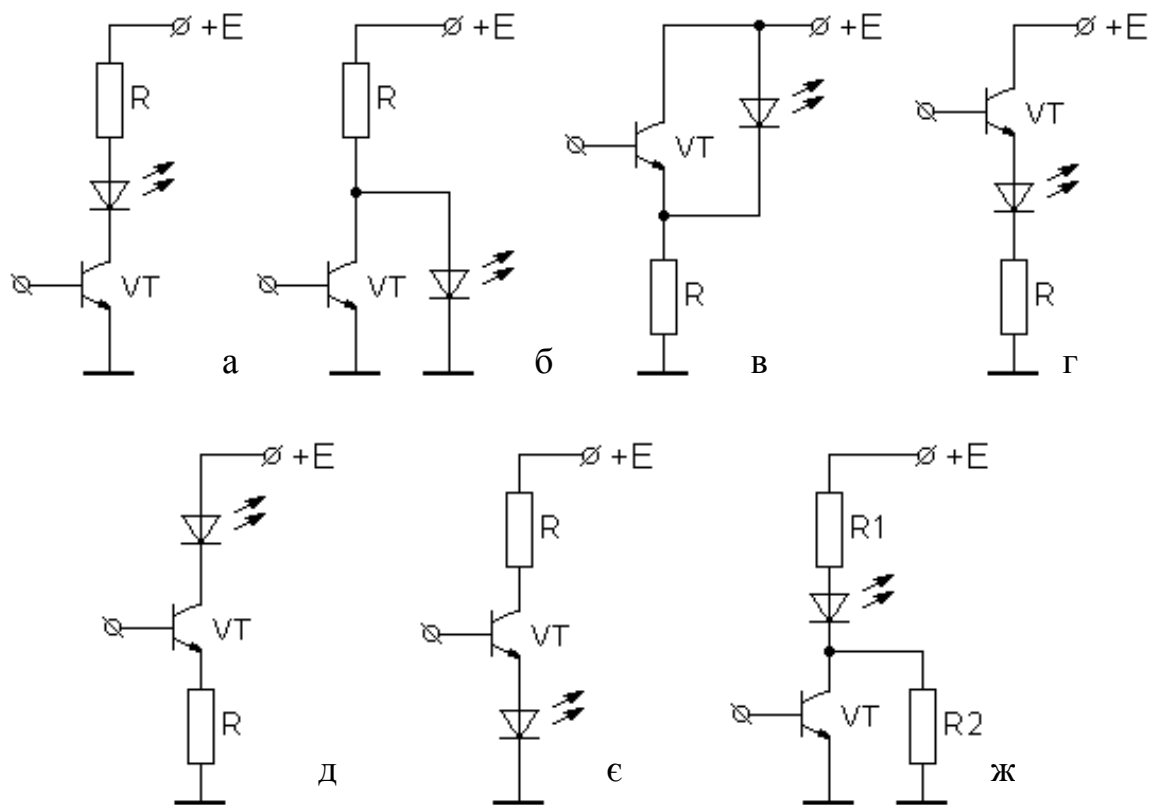 +E +E +E +E
R R VT VT
VT VT R R
а б в г
+E +E +E
R R1
VT VT VT R2
R
д є ж